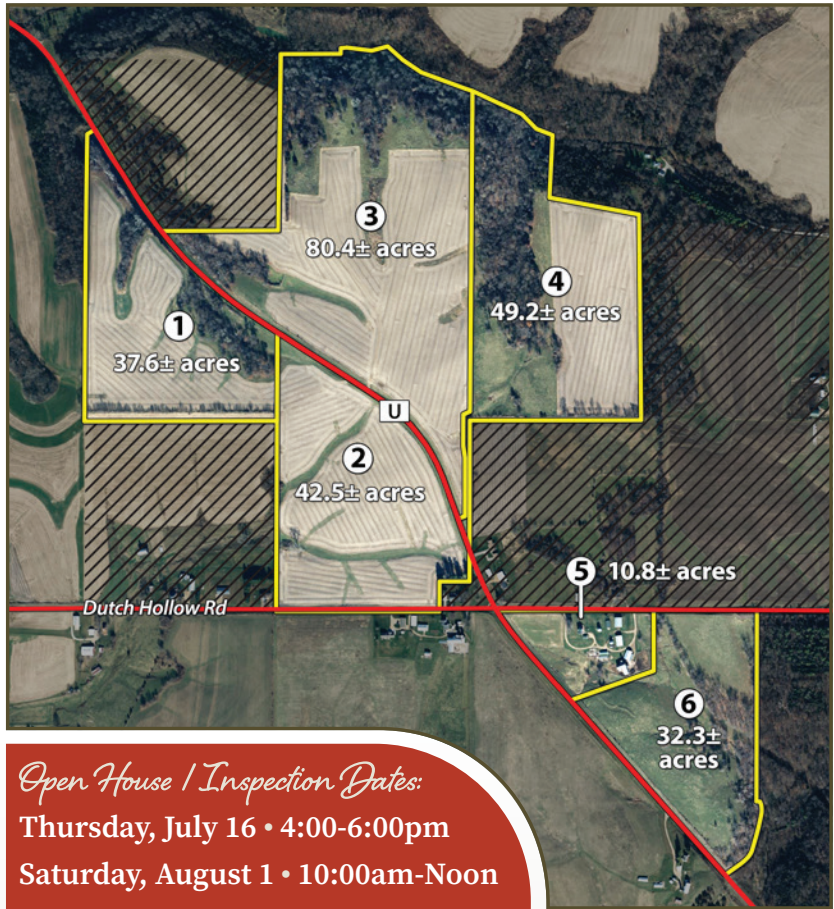 3
80.4± acres
4
49.2± acres
1
37.6± acres
U
2
42.5± acres
5 10.8± acres
Dutch Hollow Rd
6
32.3±
acres
Open House / Inspection Dates:
Thursday, July 16 • 4:00-6:00pm
Saturday, August 1 • 10:00am-Noon